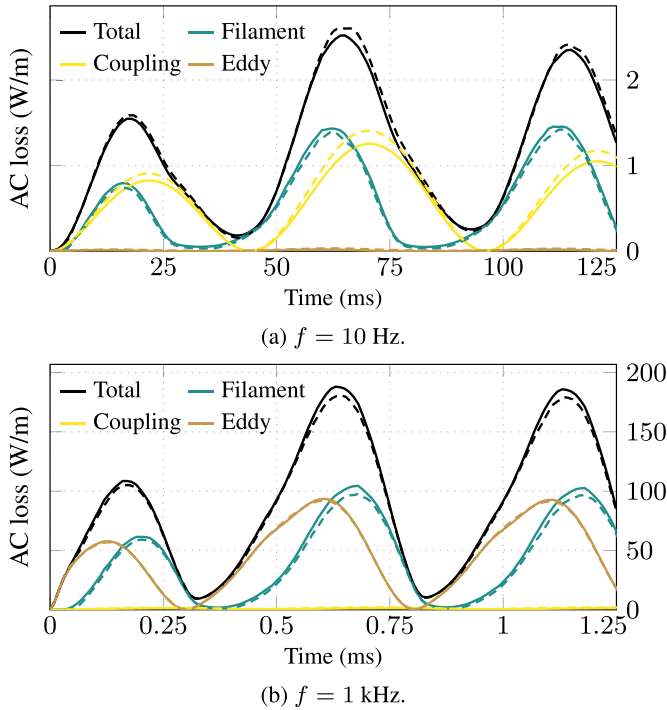 Total
Filament
Coupling
Eddy
AC loss (W/m)
2
1
0
0
25
50
75
100
125
Time (ms)
(a) f = 10 Hz.
Total
Filament
Coupling
Eddy
AC loss (W/m)
200
150
100
50
0
0
0.25
0.5
0.75
1
1.25
Time (ms)
(b) f = 1 kHz.